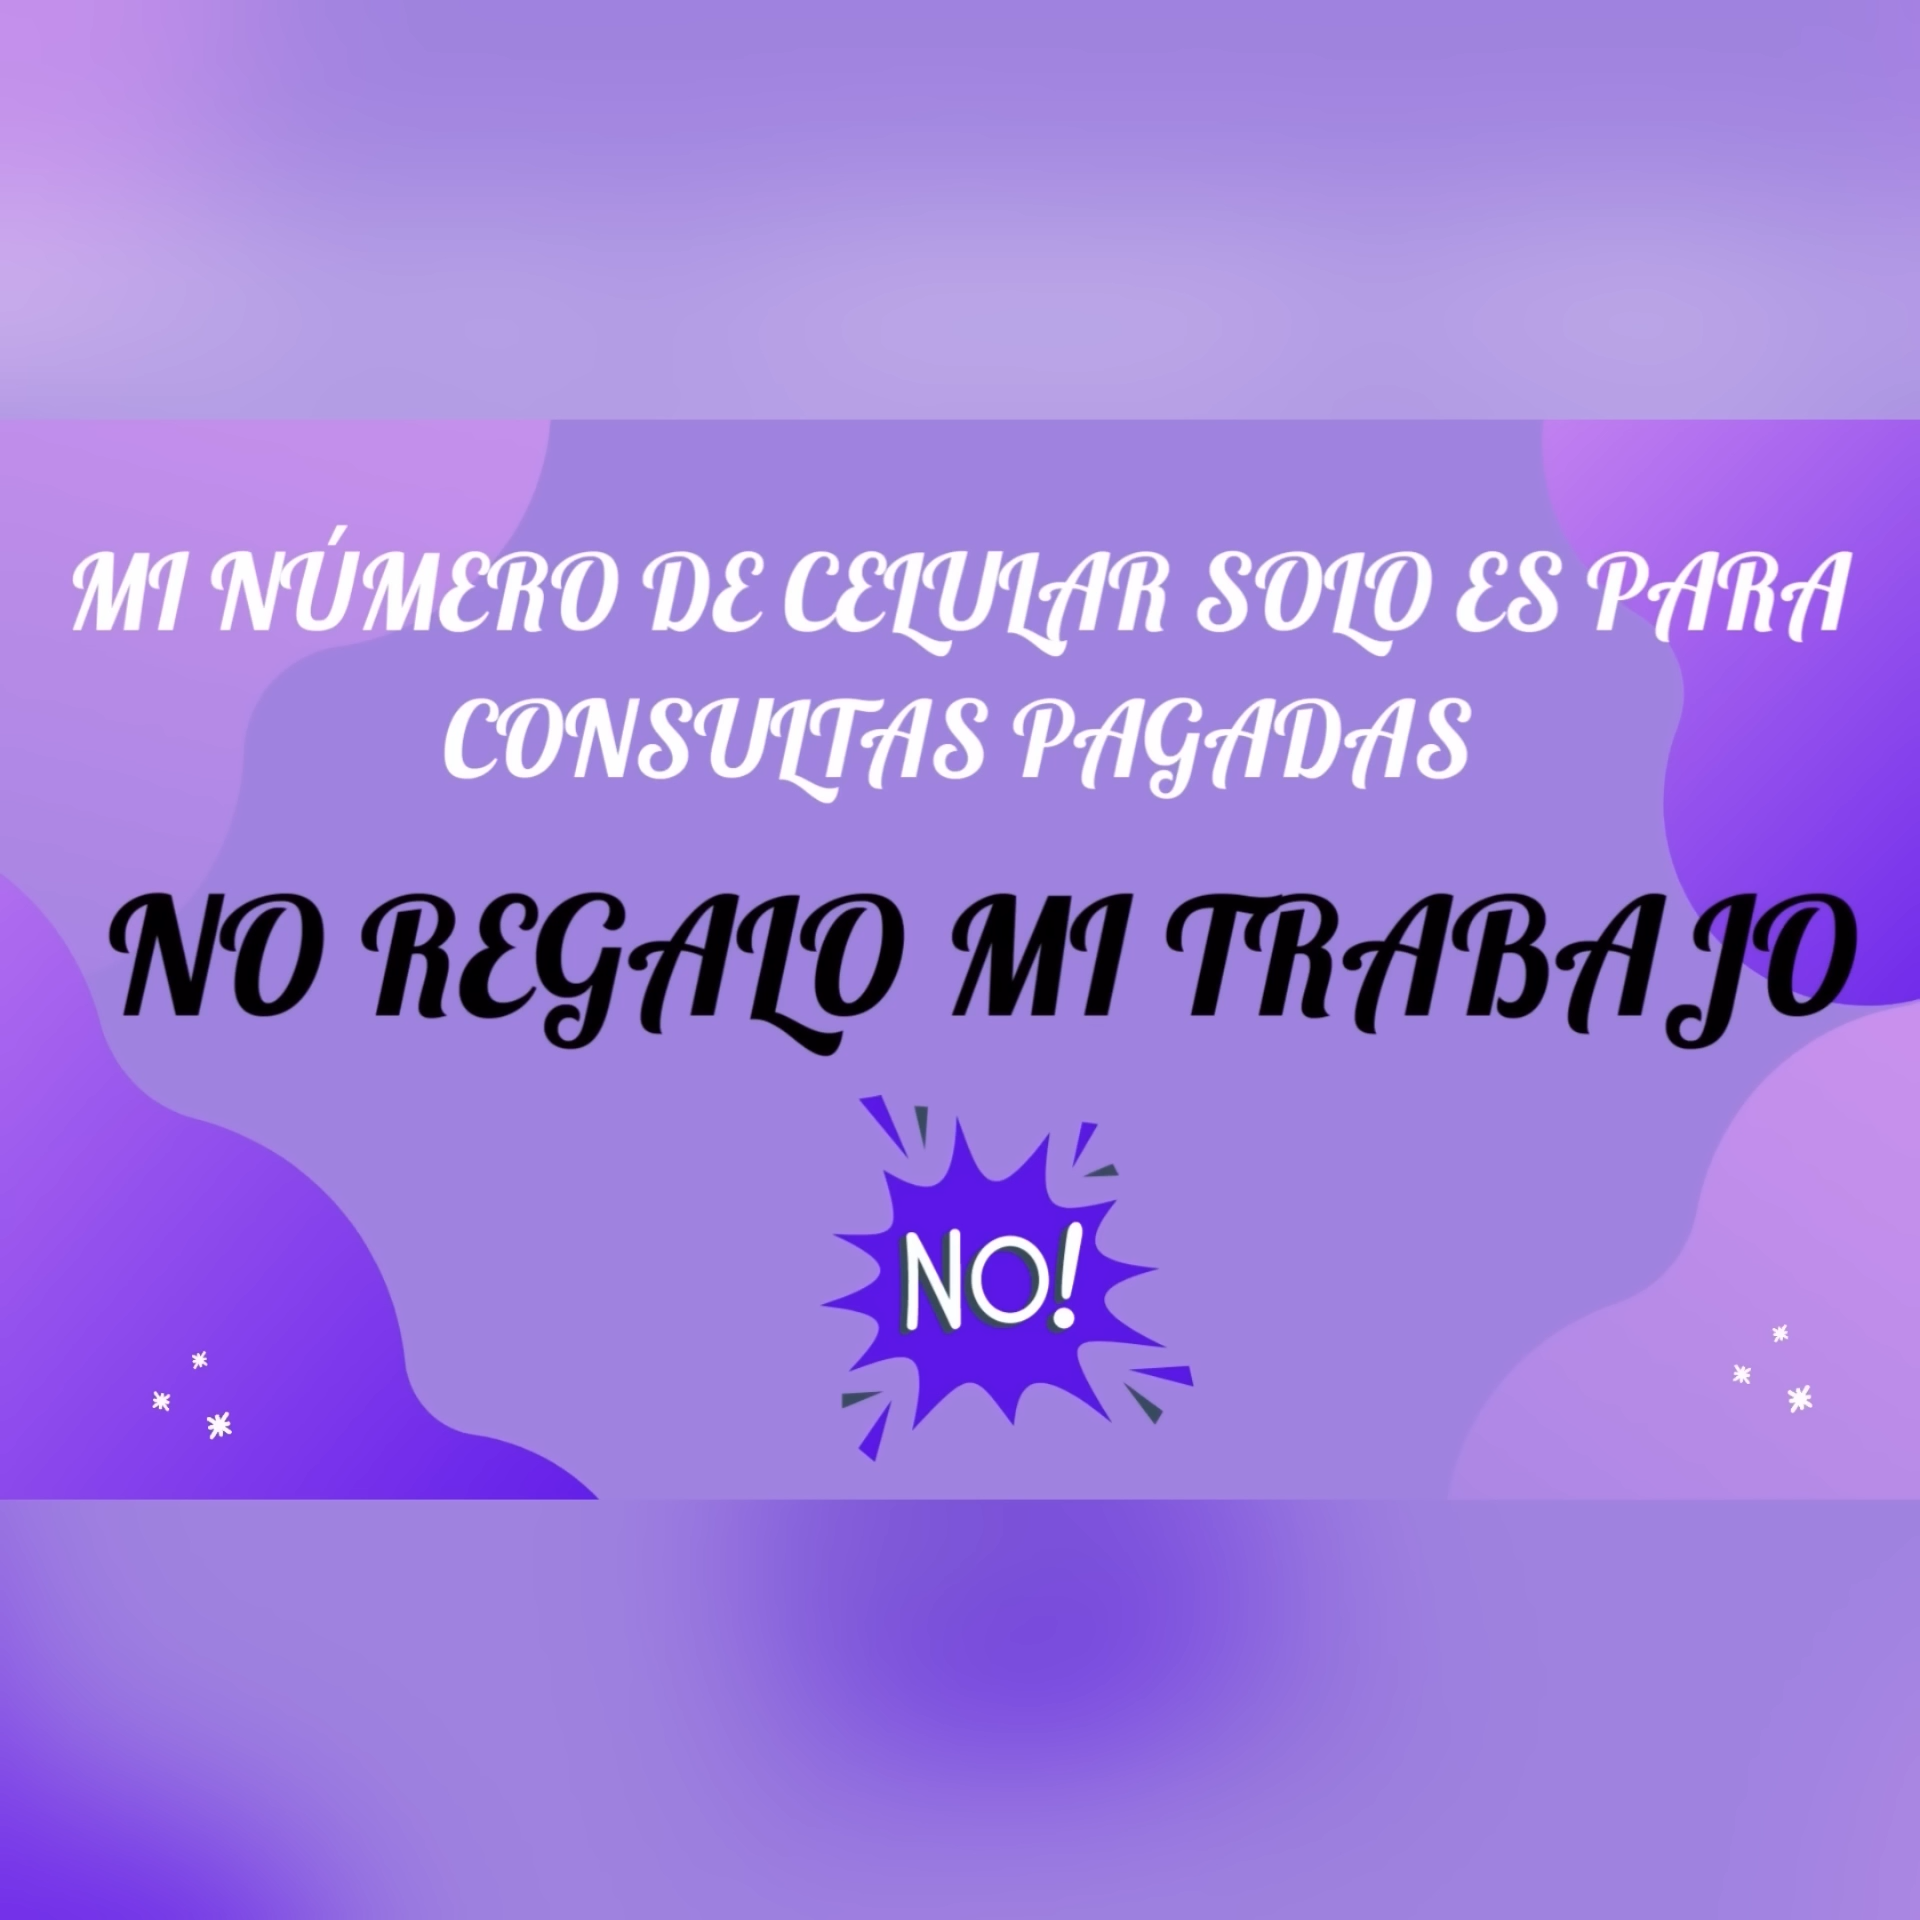 MI NÚMERO DE CELULAR SOLO ES PARA
CONSULTAS PAGADAS
NO REGALO MI TRABAJO
NO!